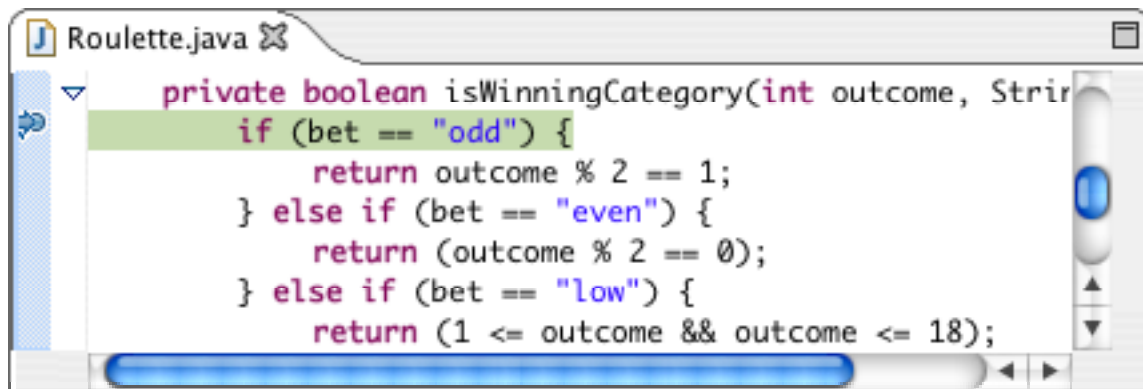 Roulette.java
private boolean isWinningCategory(int outcome, Strin
if (bet == "odd") {
return outcome % 2 == 1;
} else if (bet == "even") {
return (outcome % 2 == 0);
} else if (bet == "low") {
return (1 <= outcome && outcome <= 18);